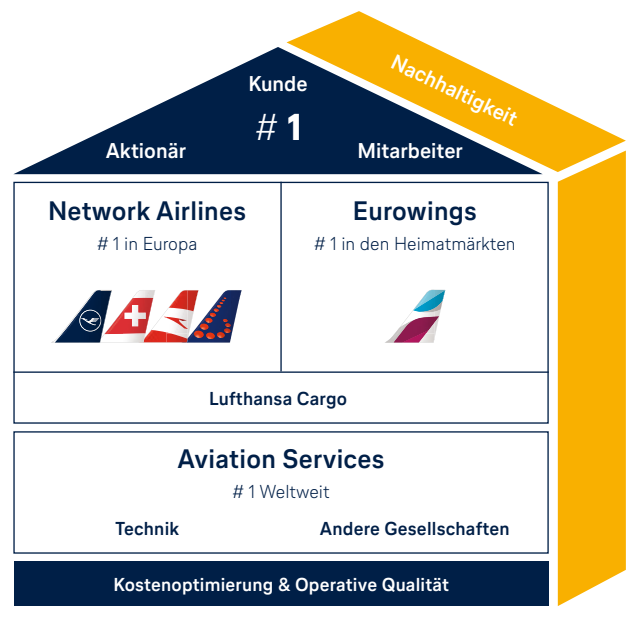 Kunde
# 1
Aktionär
Mitarbeiter
Nachhaltigkeit
Network Airlines
# 1 in Europa
Eurowings
# 1 in den Heimatmärkten
Lufthansa Cargo
Aviation Services
# 1 Weltweit
Technik
Andere Gesellschaften
Kostenoptimierung & Operative Qualität